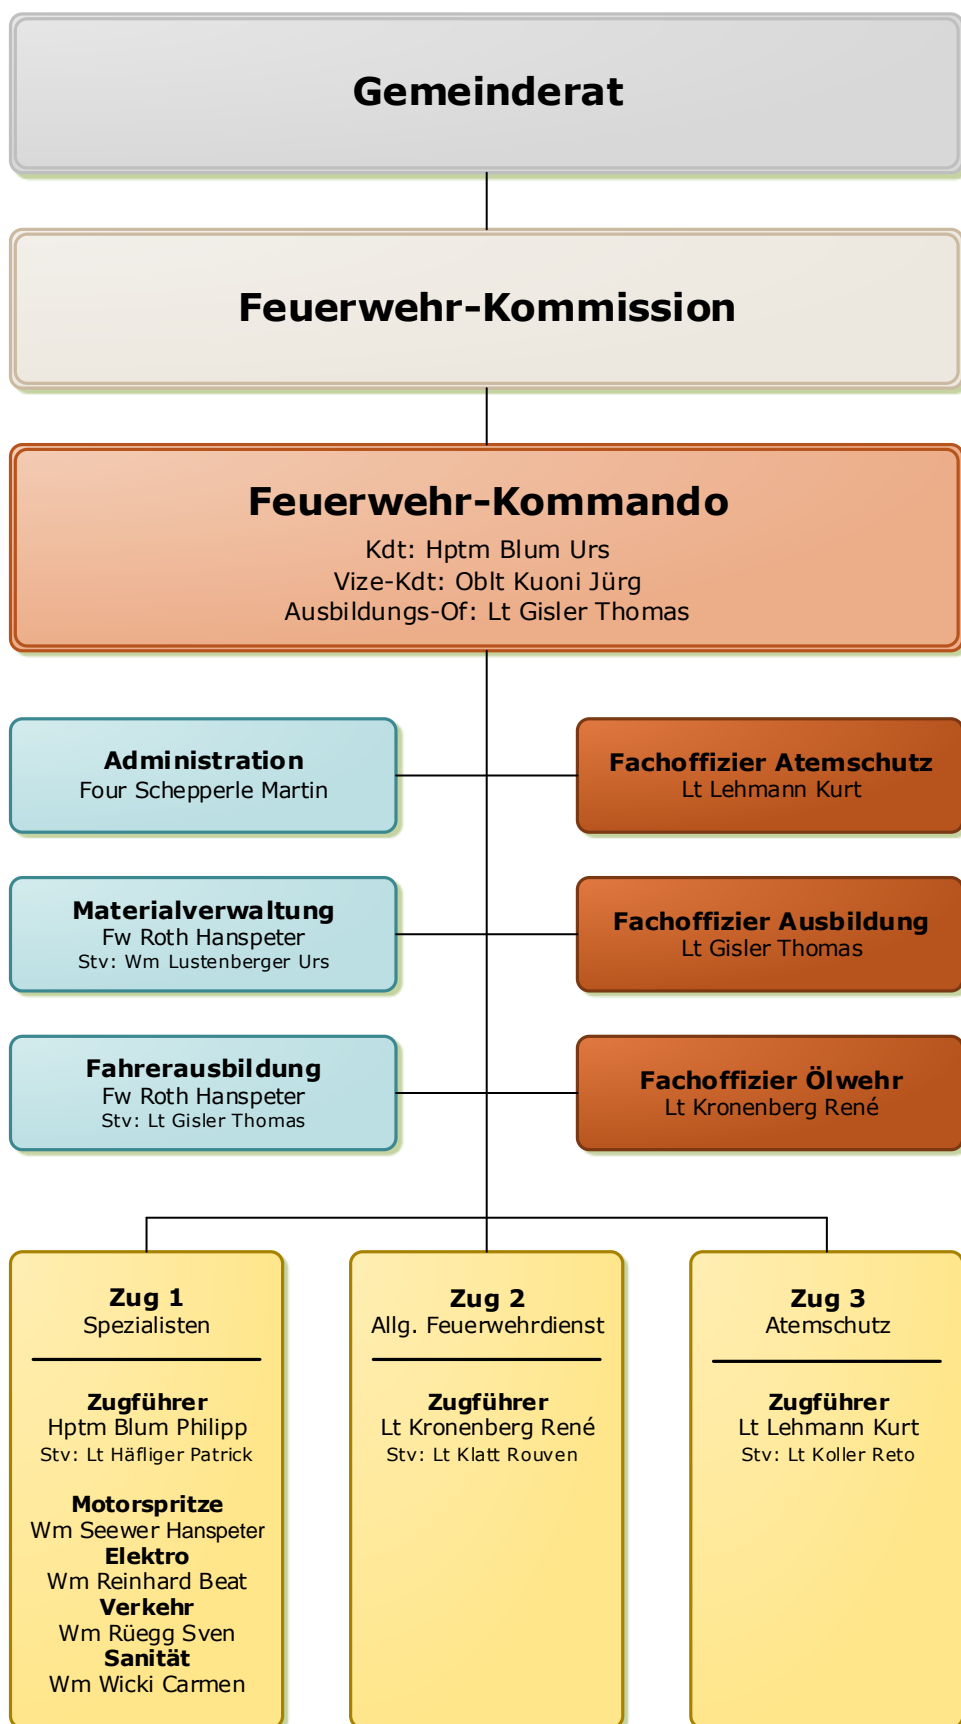 Gemeinderat
Feuerwehr-Kommission
Feuerwehr-Kommando
Kdt: Hptm Blum Urs
Vize-Kdt: Oblt Kuoni Jürg
Ausbildungs-Of: Lt Gisler Thomas
Administration
Four Schepperle Martin
Fachoffizier Atemschutz
Lt Lehmann Kurt
Materialverwaltung
Fw Roth Hanspeter
Stv: Wm Lustenberger Urs
Fachoffizier Ausbildung
Lt Gisler Thomas
Fahrerausbildung
Fw Roth Hanspeter
Stv: Lt Gisler Thomas
Fachoffizier Ölwehr
Lt Kronenberg René
Zug 1
Spezialisten
Zugführer
Hptm Blum Philipp
Stv: Lt Häfliger Patrick
Motorspritze
Wm Seewer Hanspeter
Elektro
Wm Reinhard Beat
Verkehr
Wm Rüegg Sven
Sanität
Wm Wicki Carmen
Zug 2
Allg. Feuerwehrdienst
Zugführer
Lt Kronenberg René
Stv: Lt Klatt Rouven
Zug 3
Atemschutz
Zugführer
Lt Lehmann Kurt
Stv: Lt Koller Reto